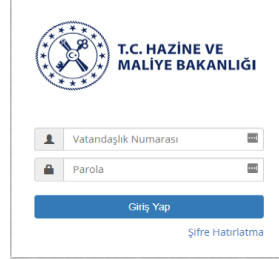 T.C. HAZİNE VE
MALİYE BAKANLIĞI
Vatandaşlık Numarası
Parola
Giriş Yap
Şifre Hatırlatma